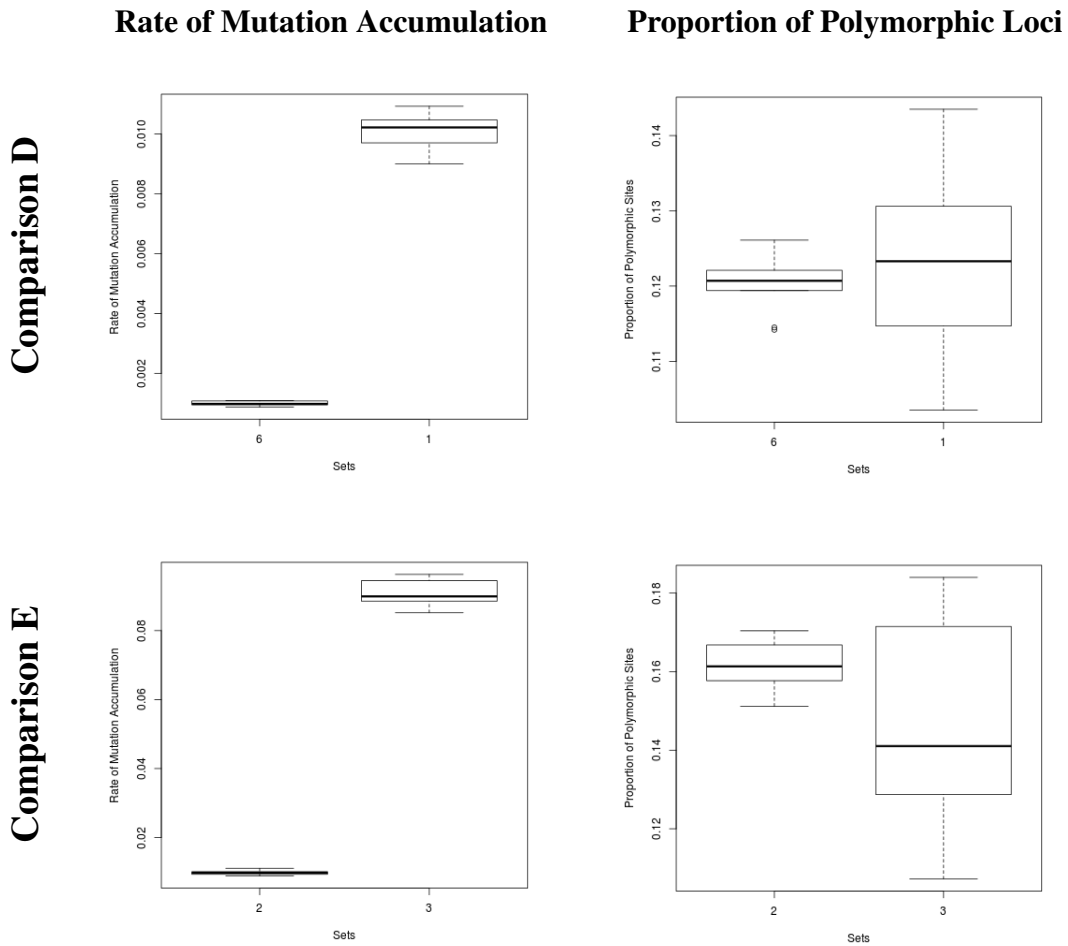 Rate of Mutation Accumulation
Proportion of Polymorphic Loci
Comparison D
Rate of Mutation Accumulation
0.010
0.008
0.006
0.004
0.002
6
1
Sets
Proportion of Polymorphic Sites
0.14
0.13
0.12
0.11
6
1
Sets
Comparison E
Rate of Mutation Accumulation
0.08
0.06
0.04
0.02
2
3
Sets
Proportion of Polymorphic Sites
0.18
0.16
0.14
0.12
2
3
Sets